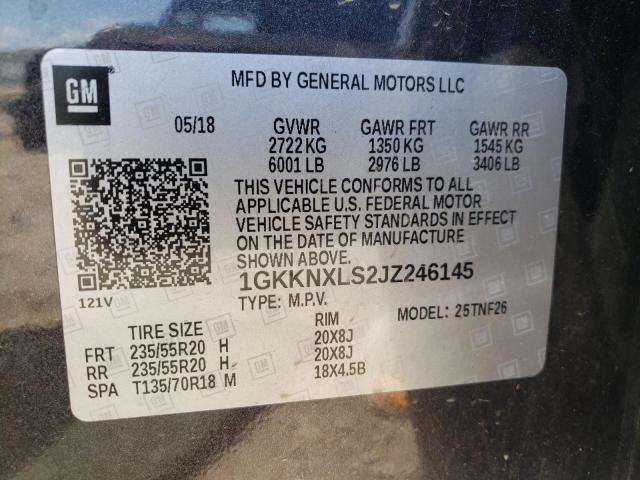 GM
MFD BY GENERAL MOTORS LLC
05/18 GVWR GAWR FRT GAWR RR
2722 KG 1350 KG 1545 KG
6001 LB 2976 LB 3406 LB
THIS VEHICLE CONFORMS TO ALL
APPLICABLE U.S. FEDERAL MOTOR
VEHICLE SAFETY STANDARDS IN EFFECT
ON THE DATE OF MANUFACTURE
SHOWN ABOVE.
121V
1GKKNXLS2JZ246145
TYPE: M.P.V. MODEL: 25TNF26
TIRE SIZE RIM
FRT 235/55R20 H 20X8J
RR 235/55R20 H 20X8J
SPA T135/70R18 M 18X4.5B